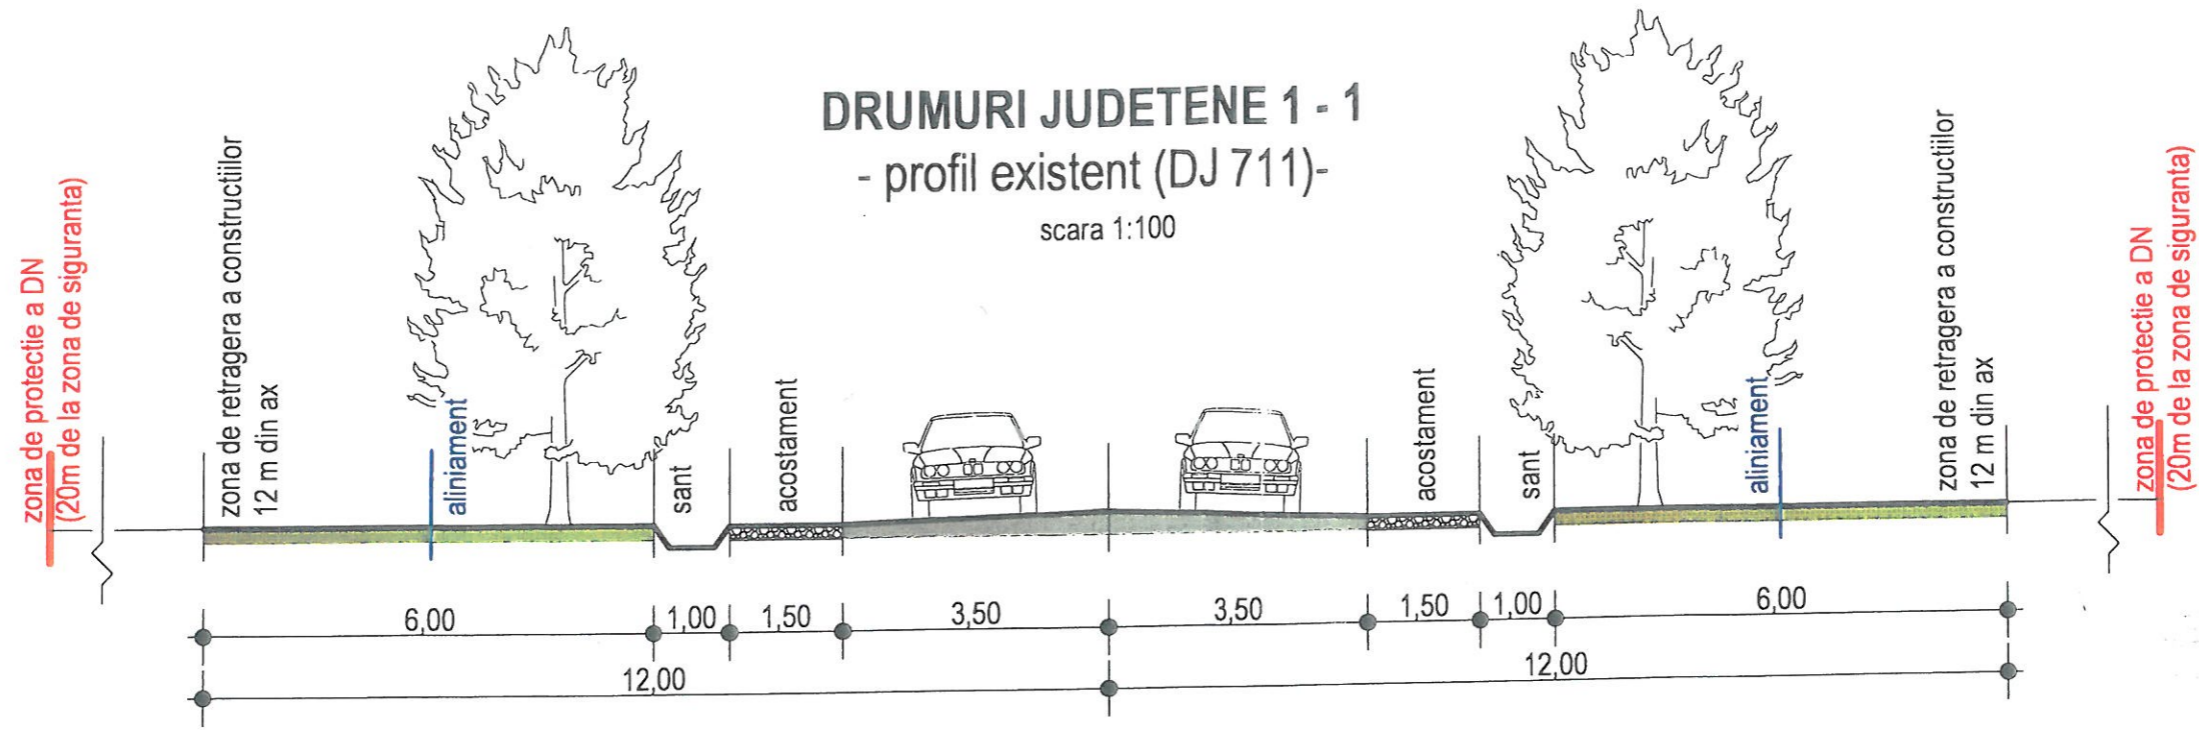 DRUMURI JUDETENE 1 - 1
- profil existent (DJ 711)-
scara 1:100
zona de protectie a DN
(20m de la zona de siguranta)
zona de retragera a constructiilor
12 m din ax
aliniament
sant
acostament
acostament
sant
aliniament
zona de retragera a constructiilor
12 m din ax
zona de protectie a DN
(20m de la zona de siguranta)
6,00 1,00 1,50 3,50 3,50 1,50 1,00 6,00
12,00 12,00